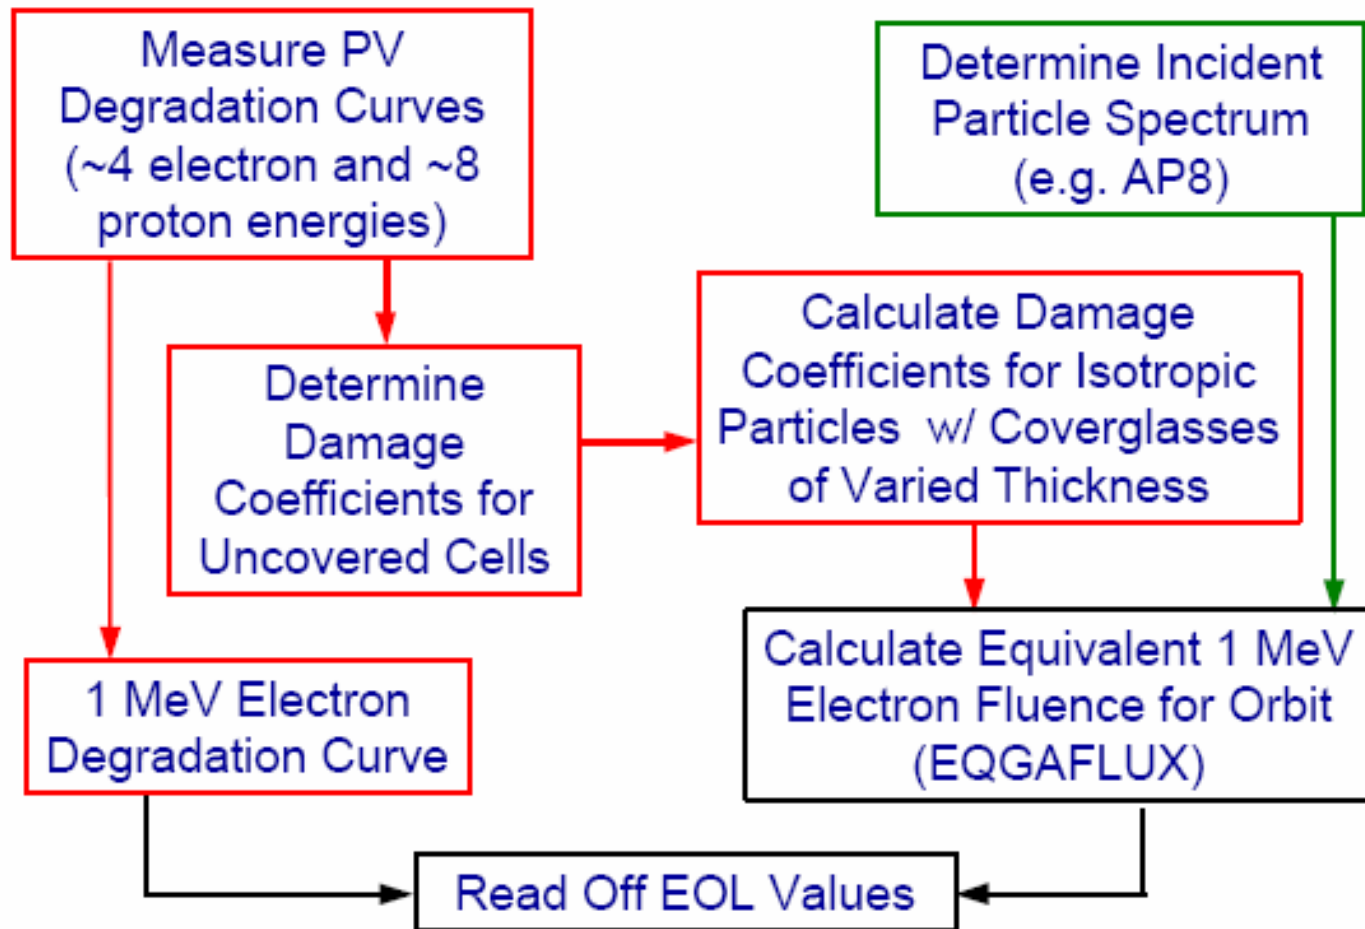 Measure PV
Degradation Curves
(~4 electron and ~8
proton energies)
Determine Incident
Particle Spectrum
(e.g. AP8)
Determine
Damage
Coefficients for
Uncovered Cells
Calculate Damage
Coefficients for Isotropic
Particles w/ Coverglasses
of Varied Thickness
1 MeV Electron
Degradation Curve
Calculate Equivalent 1 MeV
Electron Fluence for Orbit
(EQGAFLUX)
Read Off EOL Values